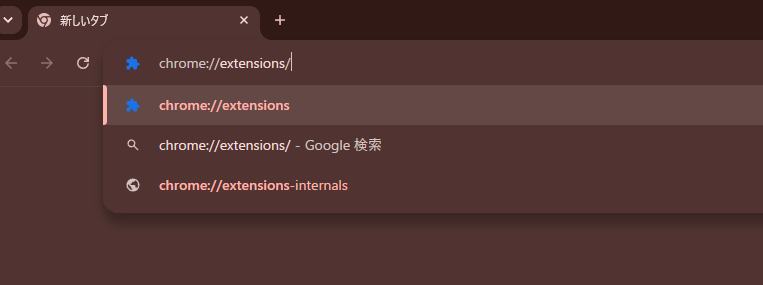 新しいタブ
chrome://extensions/
chrome://extensions
chrome://extensions/ - Google 検索
chrome://extensions-internals